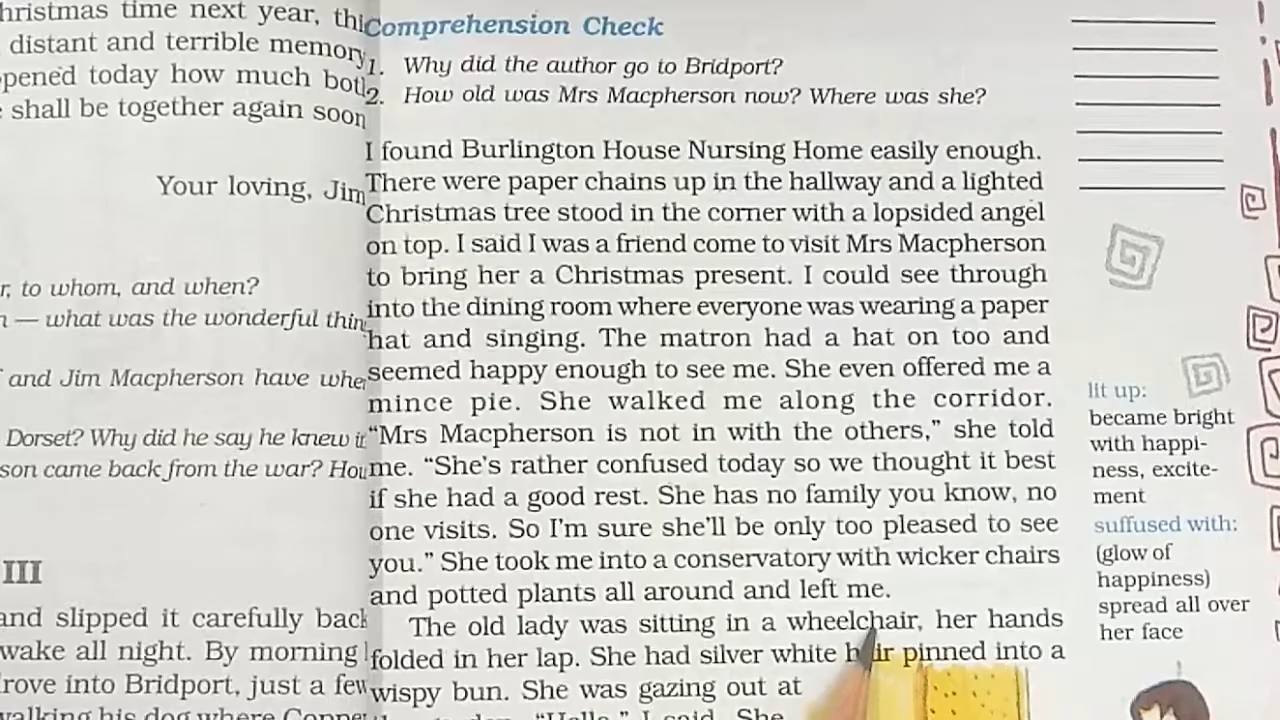 hristmas time next year, thi
distant and terrible memory
pened today how much both
shall be together again soon
Your loving, Jim
r, to whom, and when?
— what was the wonderful thin
and Jim Macpherson have whe
Dorset? Why did he say he knew it
son came back from the war? How
III
and slipped it carefully back
wake all night. By morning I
rove into Bridport, just a few
walking his dog where
Comprehension Check
1. Why did the author go to Bridport?
2. How old was Mrs Macpherson now? Where was she?
I found Burlington House Nursing Home easily enough.
There were paper chains up in the hallway and a lighted
Christmas tree stood in the corner with a lopsided angel
on top. I said I was a friend come to visit Mrs Macpherson
to bring her a Christmas present. I could see through
into the dining room where everyone was wearing a paper
hat and singing. The matron had a hat on too and
seemed happy enough to see me. She even offered me a
mince pie. She walked me along the corridor.
“Mrs Macpherson is not in with the others,” she told
me. “She’s rather confused today so we thought it best
if she had a good rest. She has no family you know, no
one visits. So I’m sure she’ll be only too pleased to see
you.” She took me into a conservatory with wicker chairs
and potted plants all around and left me.
The old lady was sitting in a wheelchair, her hands
folded in her lap. She had silver white hair pinned into a
wispy bun. She was gazing out at
“Hello,” I said. She
lit up:
became bright
with happi-
ness, excite-
ment
suffused with:
(glow of
happiness)
spread all over
her face